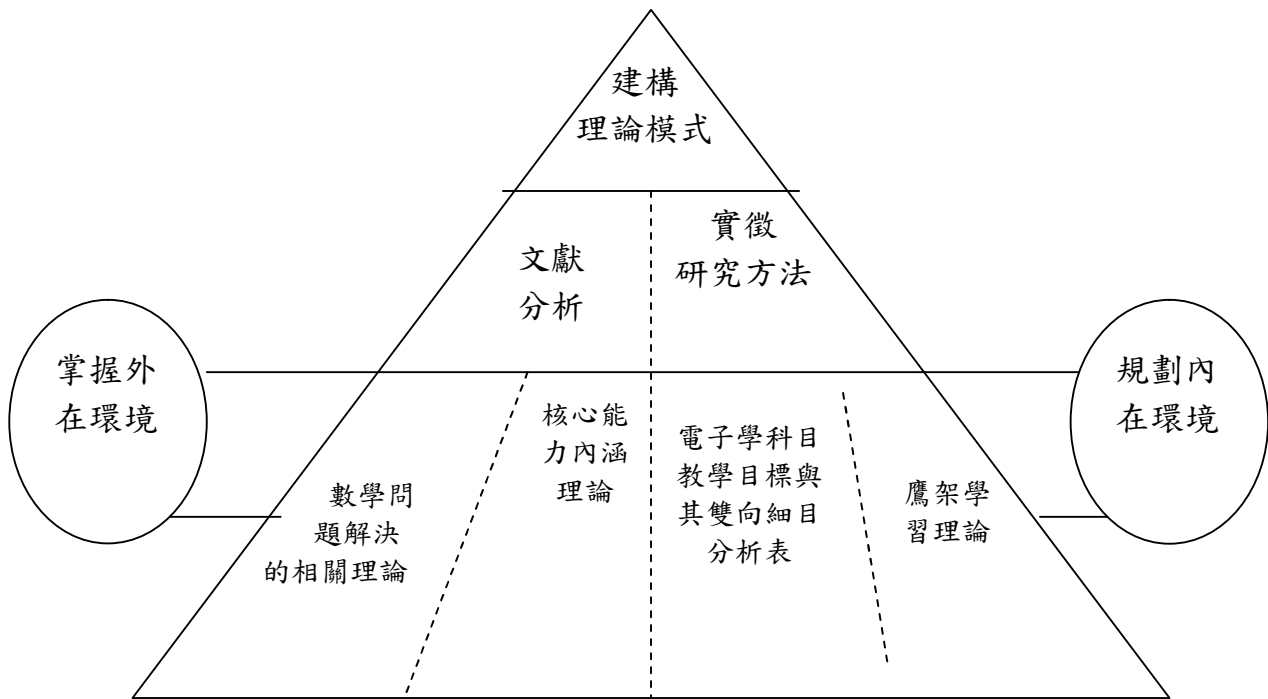 建構
理論模式
文獻
分析
實徵
研究方法
掌握外
在環境
規劃內
在環境
數學問
題解決
的相關理論
核心能
力內涵
理論
電子學科目
教學目標與
其雙向細目
分析表
鷹架學
習理論